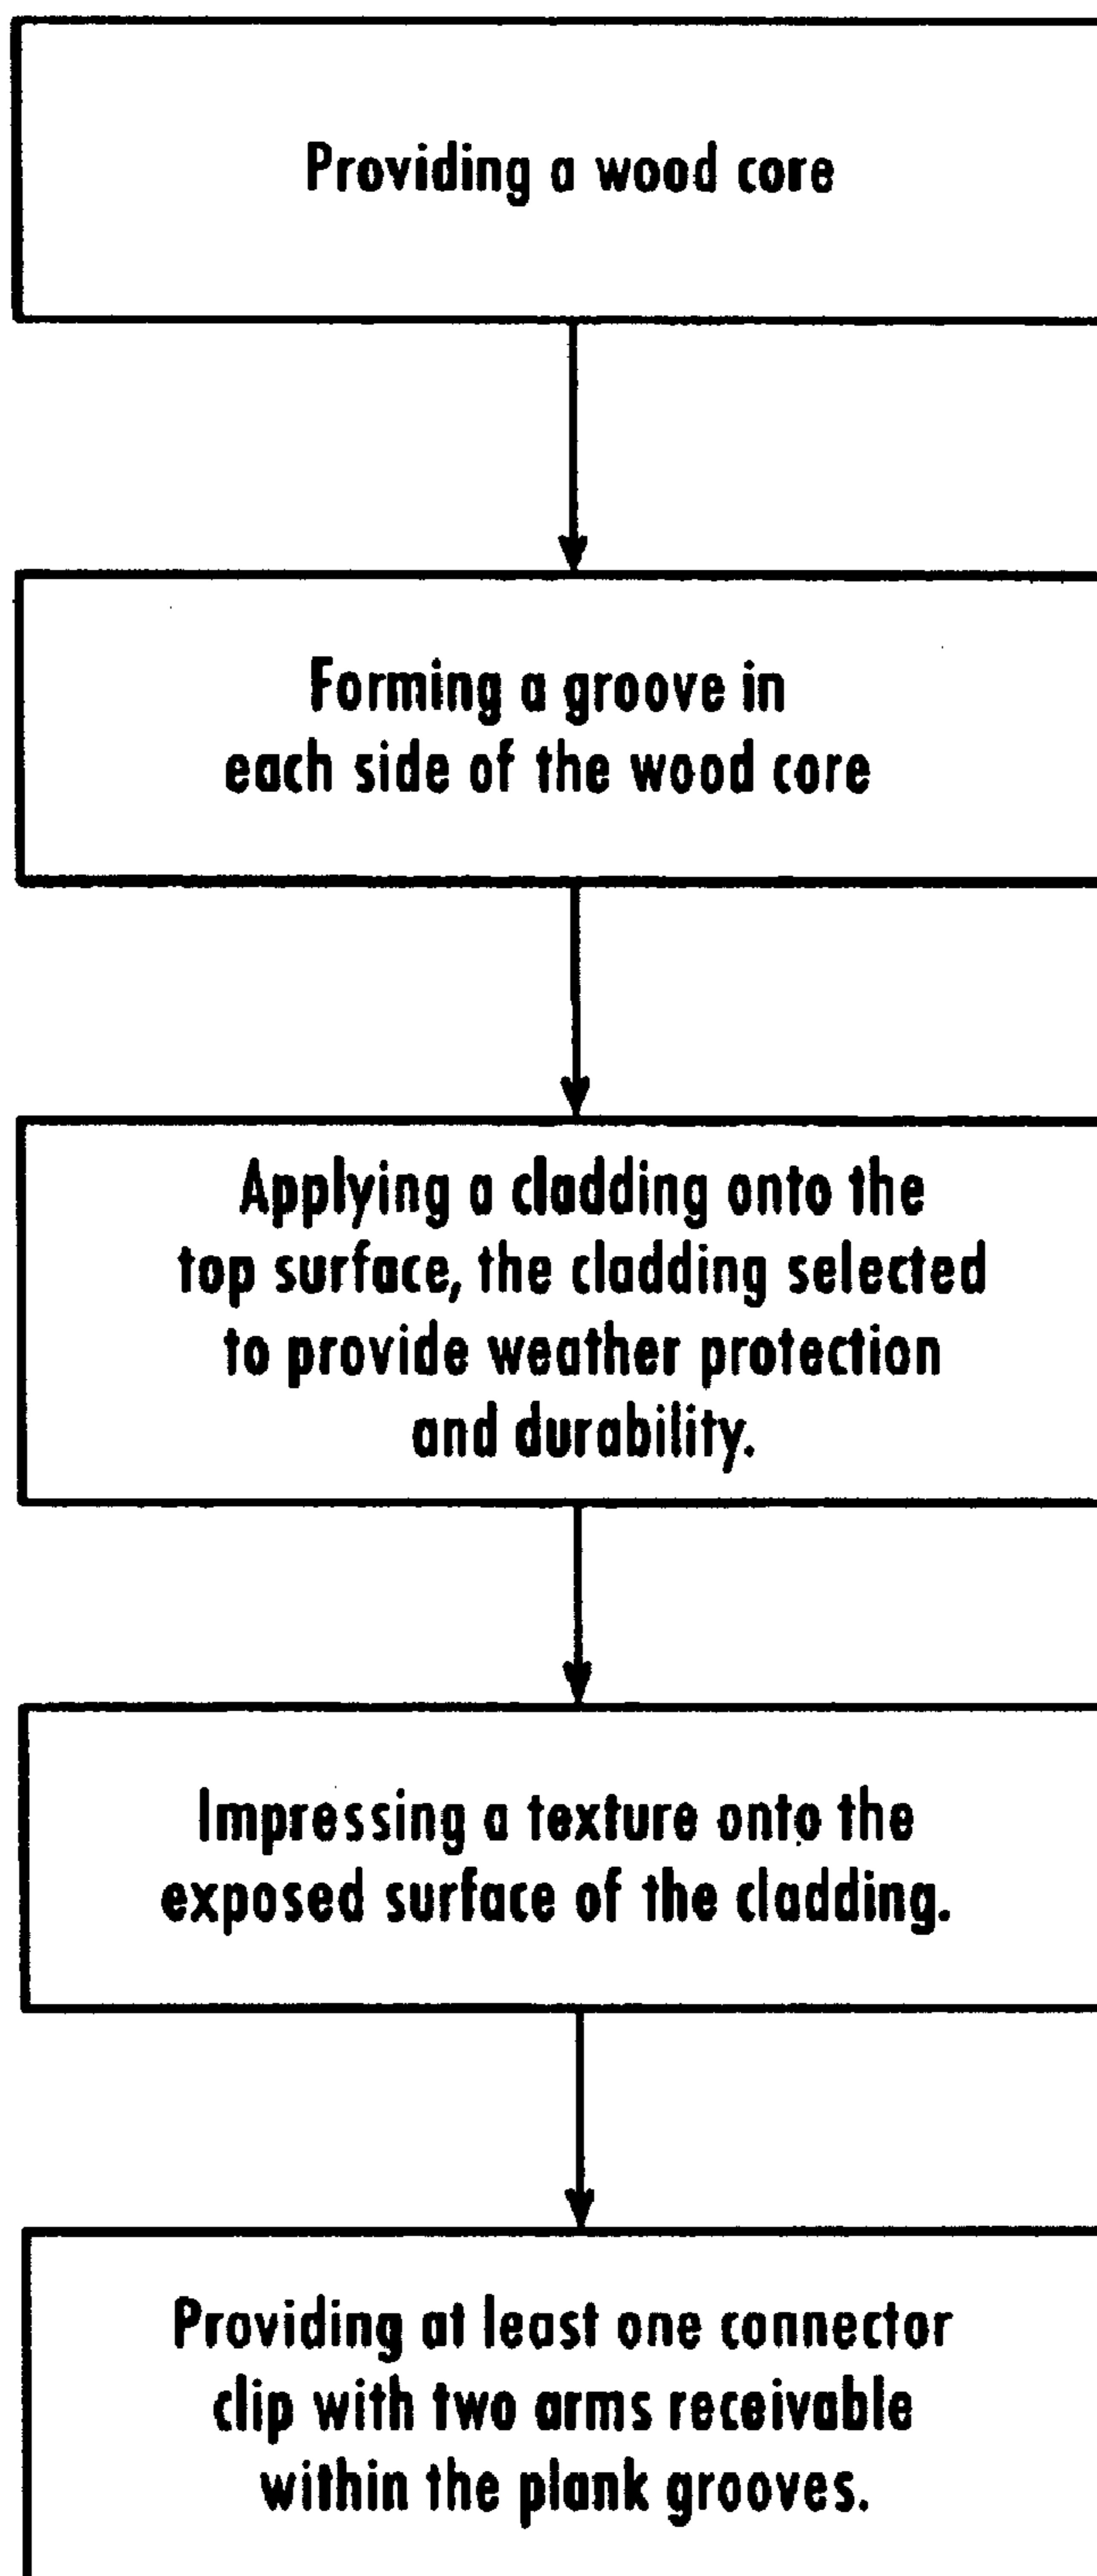 Providing a wood core
Forming a groove in
each side of the wood core
Applying a cladding onto the
top surface, the cladding selected
to provide weather protection
and durability.
Impressing a texture onto the
exposed surface of the cladding.
Providing at least one connector
clip with two arms receivable
within the plank grooves.